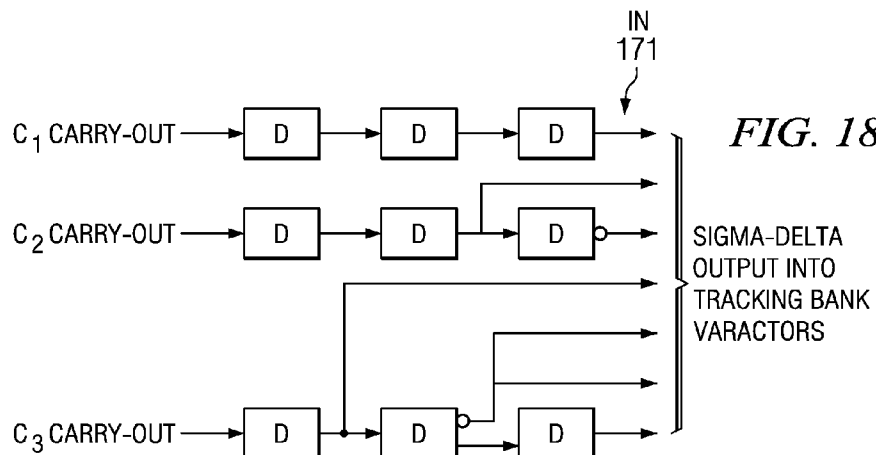 IN
171
C1 CARRY-OUT D D D
FIG. 18
C2 CARRY-OUT D D D
SIGMA-DELTA
OUTPUT INTO
TRACKING BANK
VARACTORS
C3 CARRY-OUT D D D